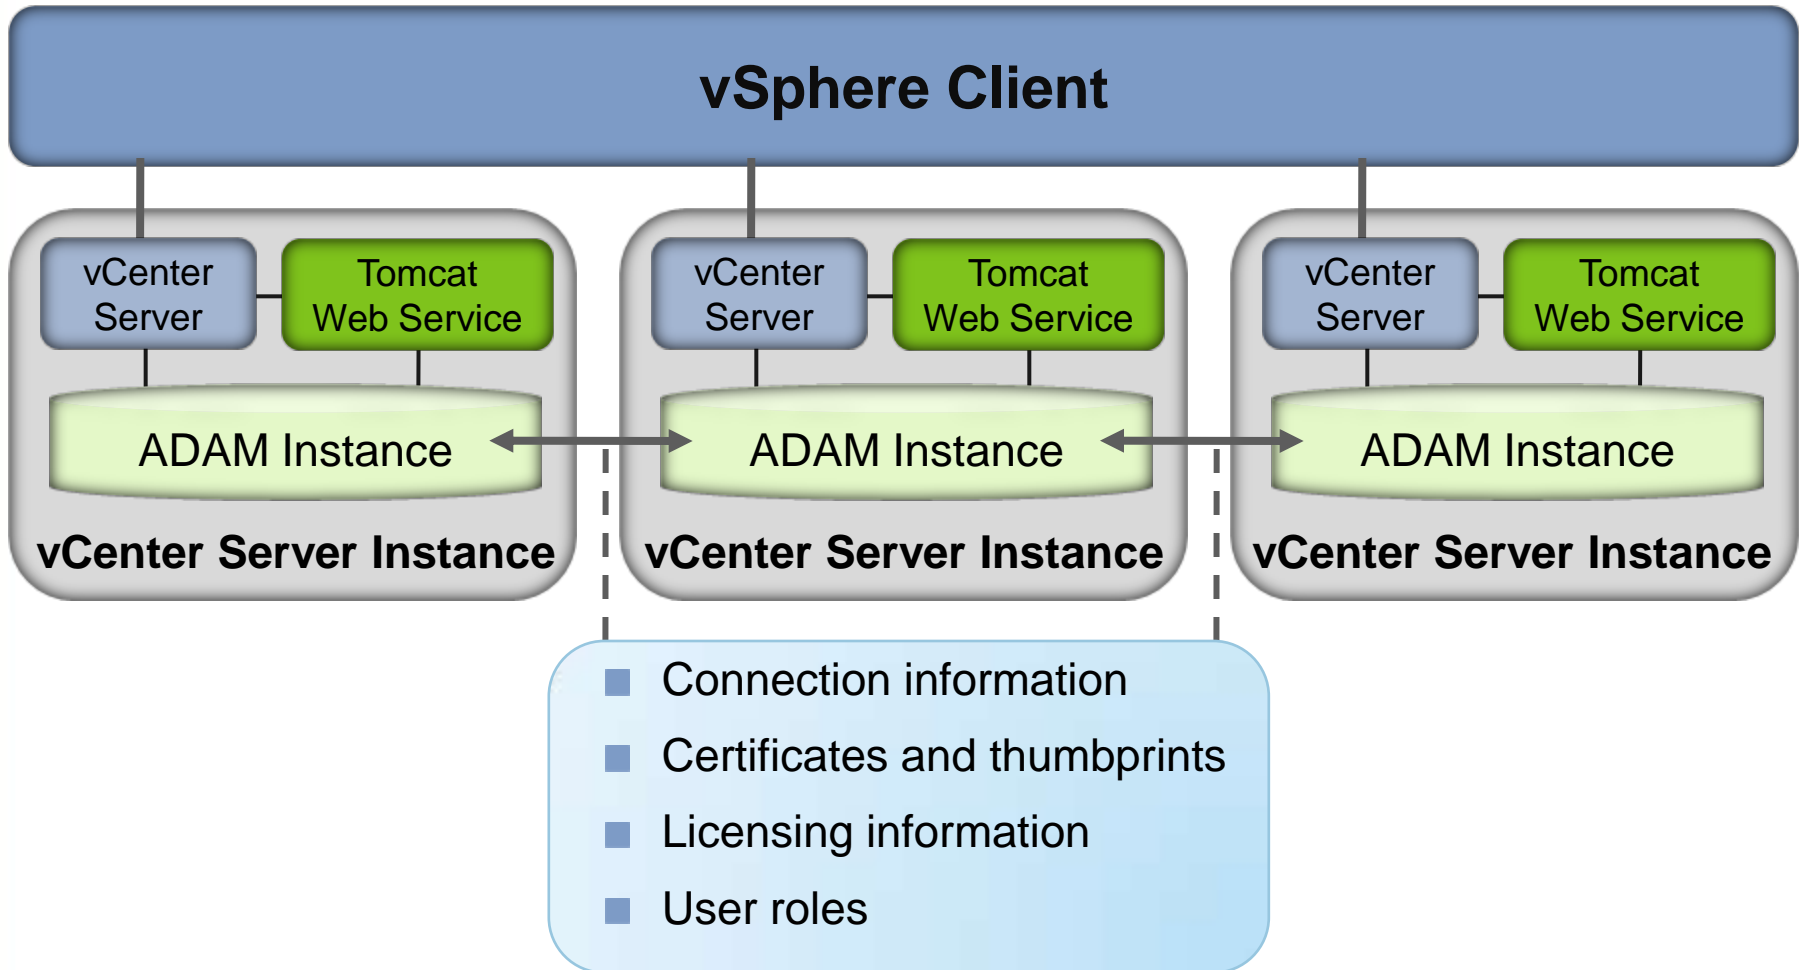 vSphere Client
vCenter
Server
Tomcat
Web Service
ADAM Instance
vCenter Server Instance
vCenter
Server
Tomcat
Web Service
ADAM Instance
vCenter Server Instance
vCenter
Server
Tomcat
Web Service
ADAM Instance
vCenter Server Instance
Connection information
Certificates and thumbprints
Licensing information
User roles